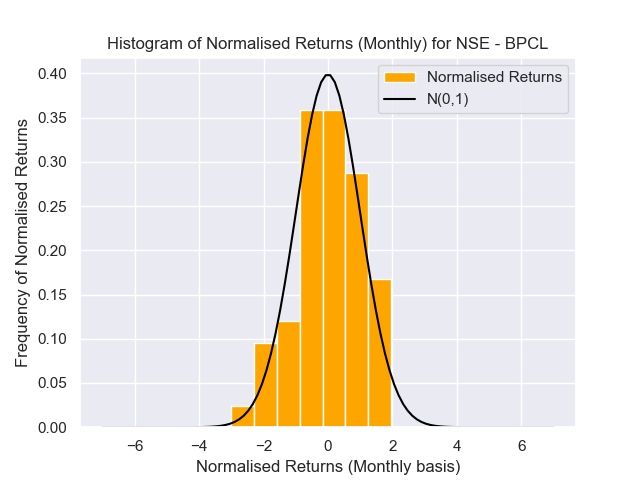 Histogram of Normalised Returns (Monthly) for NSE - BPCL
Normalised Returns
N(0,1)
Frequency of Normalised Returns
0.40
0.35
0.30
0.25
0.20
0.15
0.10
0.05
0.00
−6 −4 −2 0 2 4 6
Normalised Returns (Monthly basis)